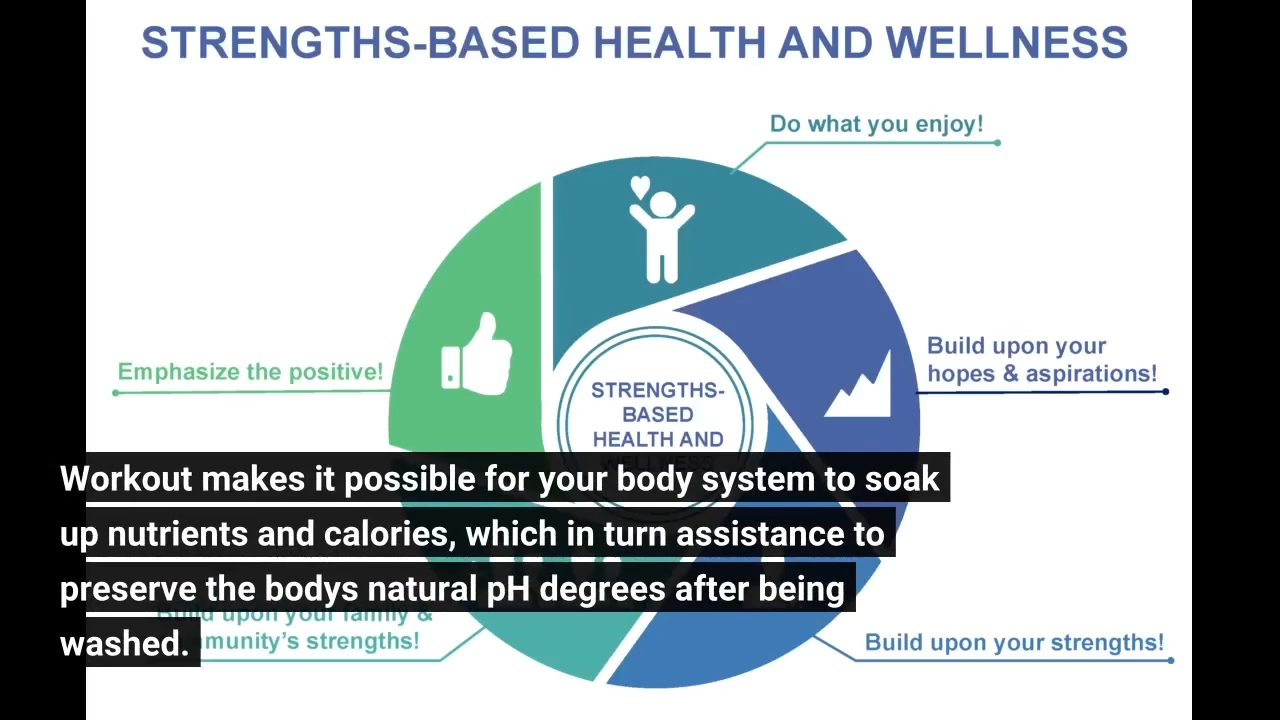 STRENGTHS-BASED HEALTH AND WELLNESS
Do what you enjoy!
Build upon your
hopes & aspirations!
Emphasize the positive!
STRENGTHS-
BASED
HEALTH AND
WELLNESS
Workout makes it possible for your body system to soak
up nutrients and calories, which in turn assistance to
preserve the bodys natural pH degrees after being
washed.
Build upon your family &
munity’s strengths!
Build upon your strengths!